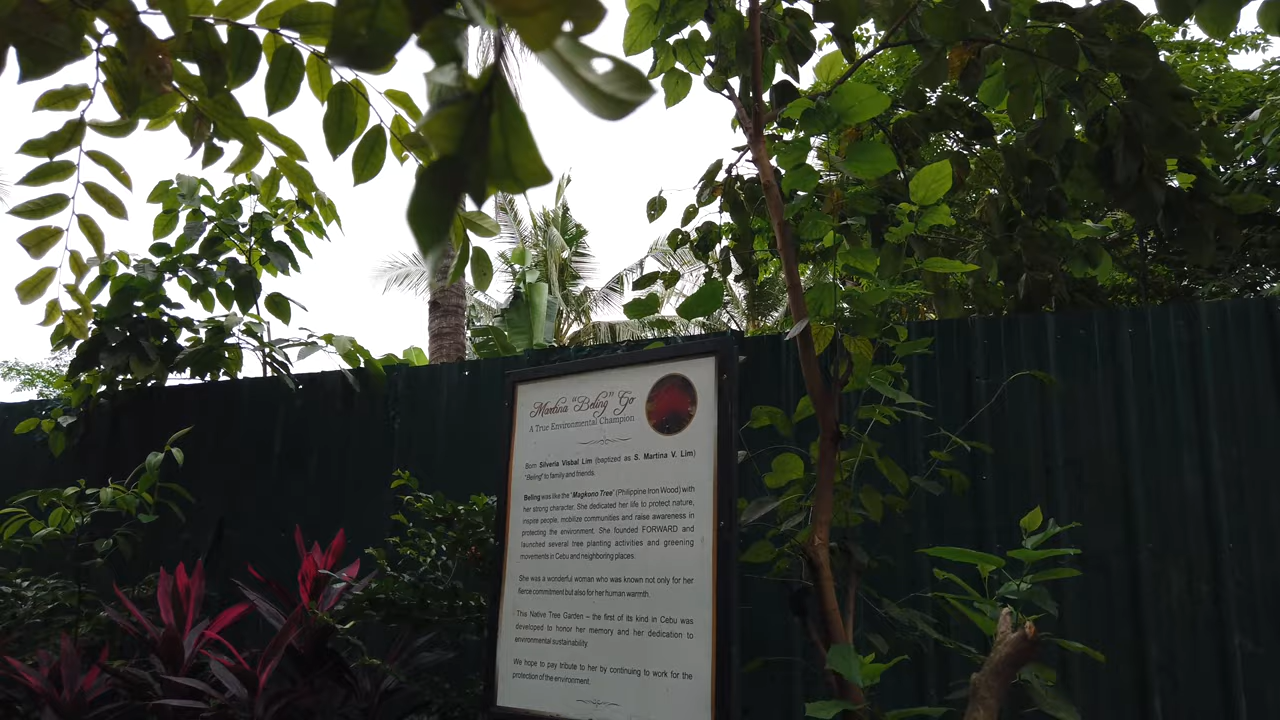 Martina "Beling" Go
A True Environmental Champion
Born Silveria Visbal Lim (baptized as S. Martina V. Lim)
"Beling" to family and friends.
Beling was like the "Magkono Tree" (Philippine Iron Wood) with
her strong character. She dedicated her life to protect nature,
inspire people, mobilize communities and raise awareness in
protecting the environment. She founded FORWARD and
launched several tree planting activities and greening
movements in Cebu and neighboring places.
She was a wonderful woman who was known not only for her
fierce commitment but also for her human warmth.
This Native Tree Garden – the first of its kind in Cebu was
developed to honor her memory and her dedication to
environmental sustainability
We hope to pay tribute to her by continuing to work for the
protection of the environment.